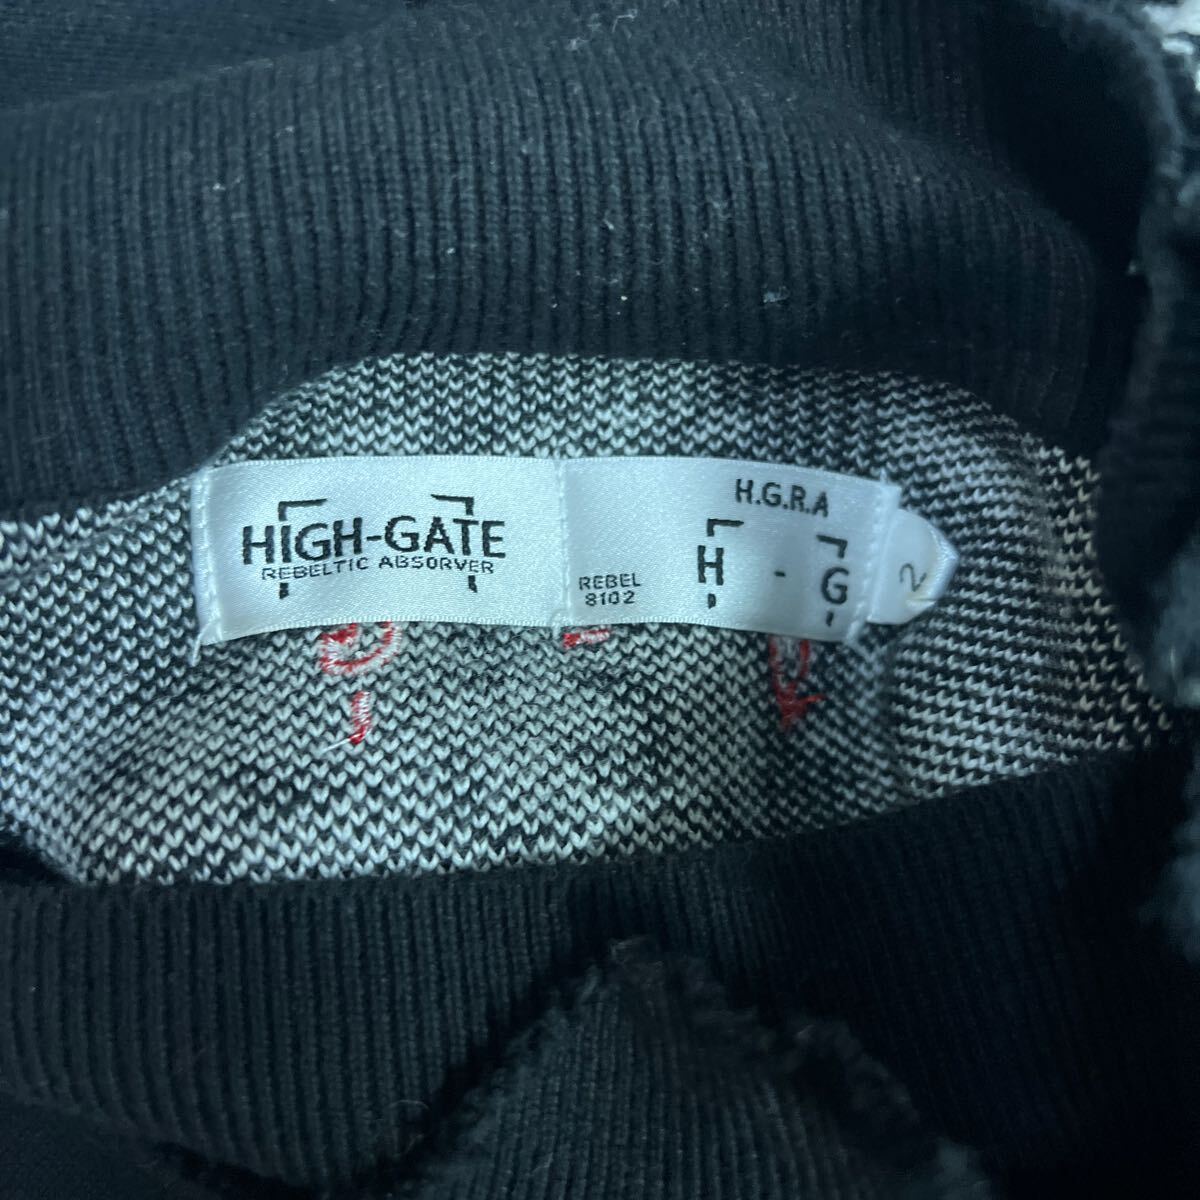 HIGH-GATE
REBELTIC ABSORVER
H.G.R.A
H - G
REBEL
8102
2